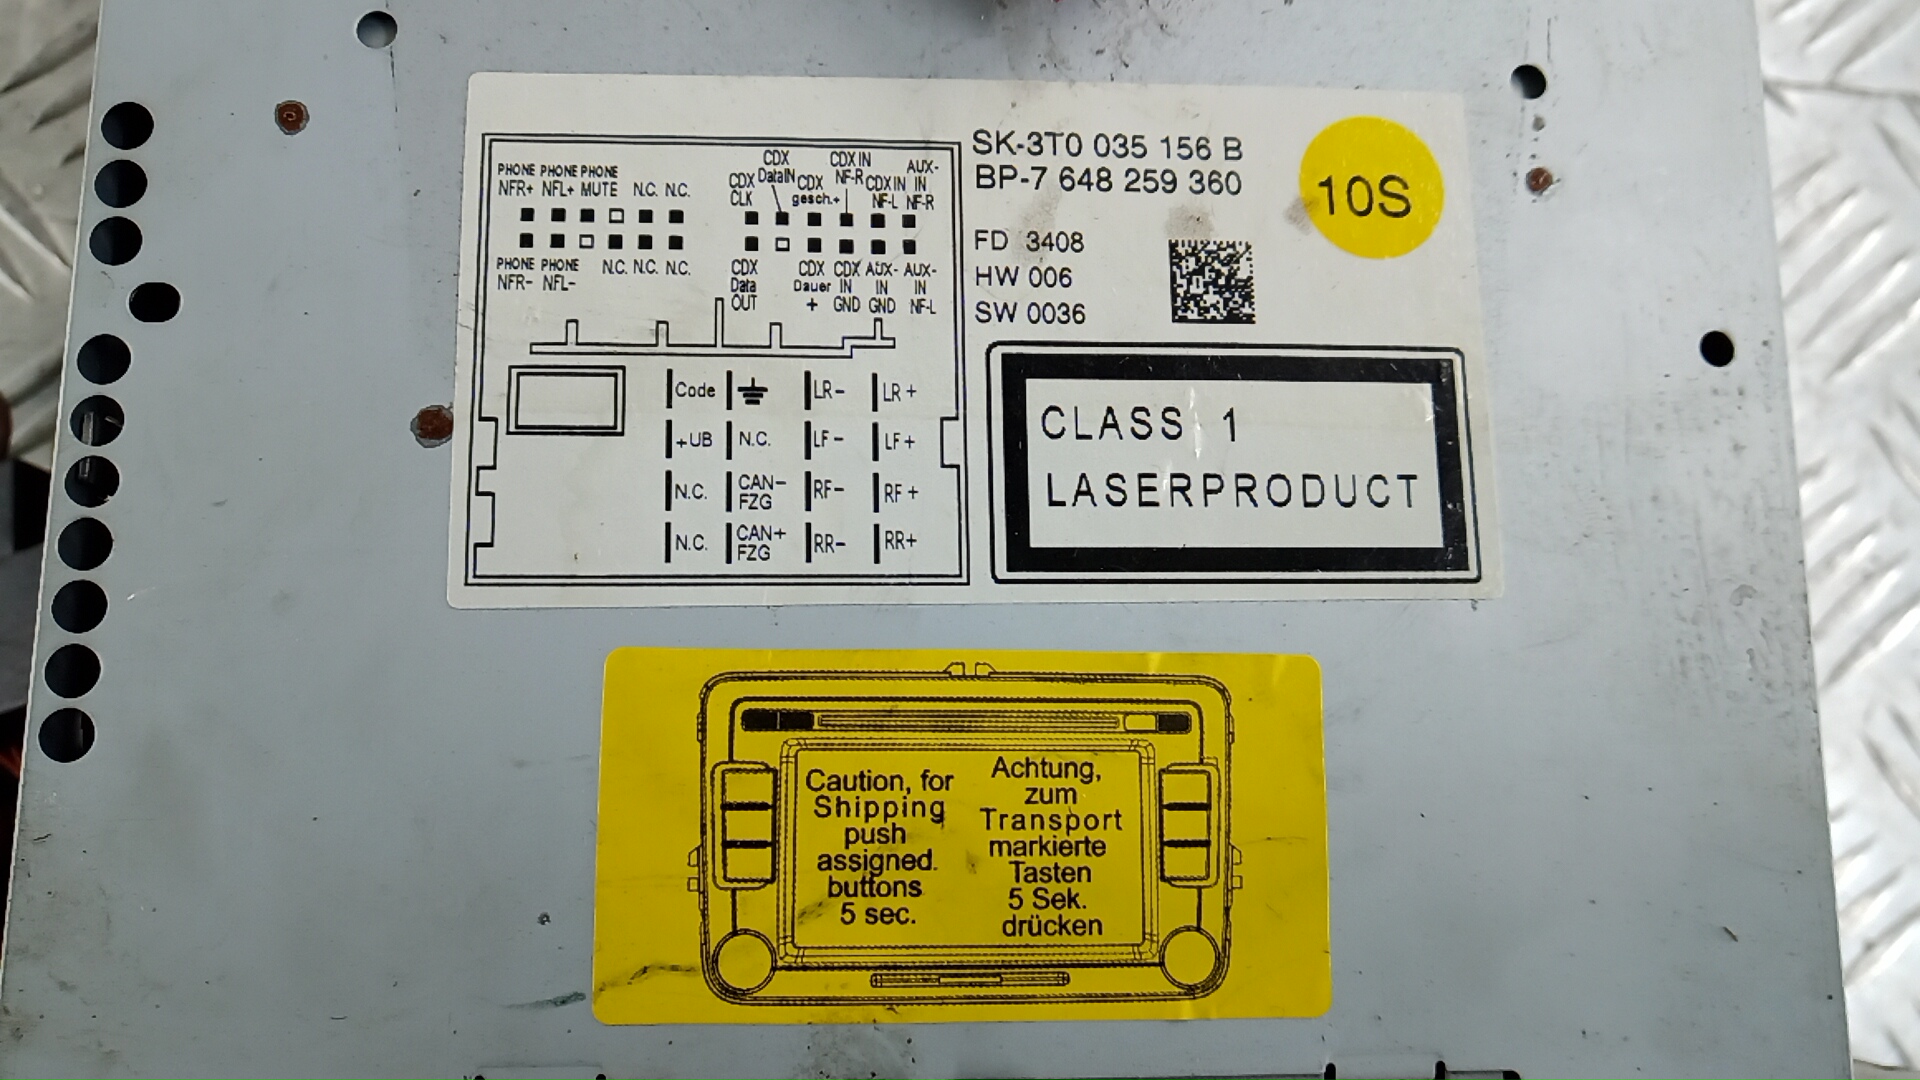 PHONE PHONE PHONE
NFR+ NFL+ MUTE N.C. N.C.
CDX CLK
CDX DataIN
CDX gesch.+
CDX IN NF-R
CDX IN NF-L
AUX-IN NF-R
PHONE PHONE
NFR- NFL- N.C. N.C. N.C.
CDX Data OUT
CDX Dauer +
CDX IN GND
AUX-IN GND
AUX-IN NF-L
Code LR- LR+
+UB N.C. LF- LF+
N.C. CAN- FZG RF- RF+
N.C. CAN+ FZG RR- RR+
SK-3T0 035 156 B
BP-7 648 259 360
FD 3408
HW 006
SW 0036
10S
CLASS 1
LASERPRODUCT
Caution, for
Shipping
push
assigned.
buttons
5 sec.
Achtung,
zum
Transport
markierte
Tasten
5 Sek.
drücken